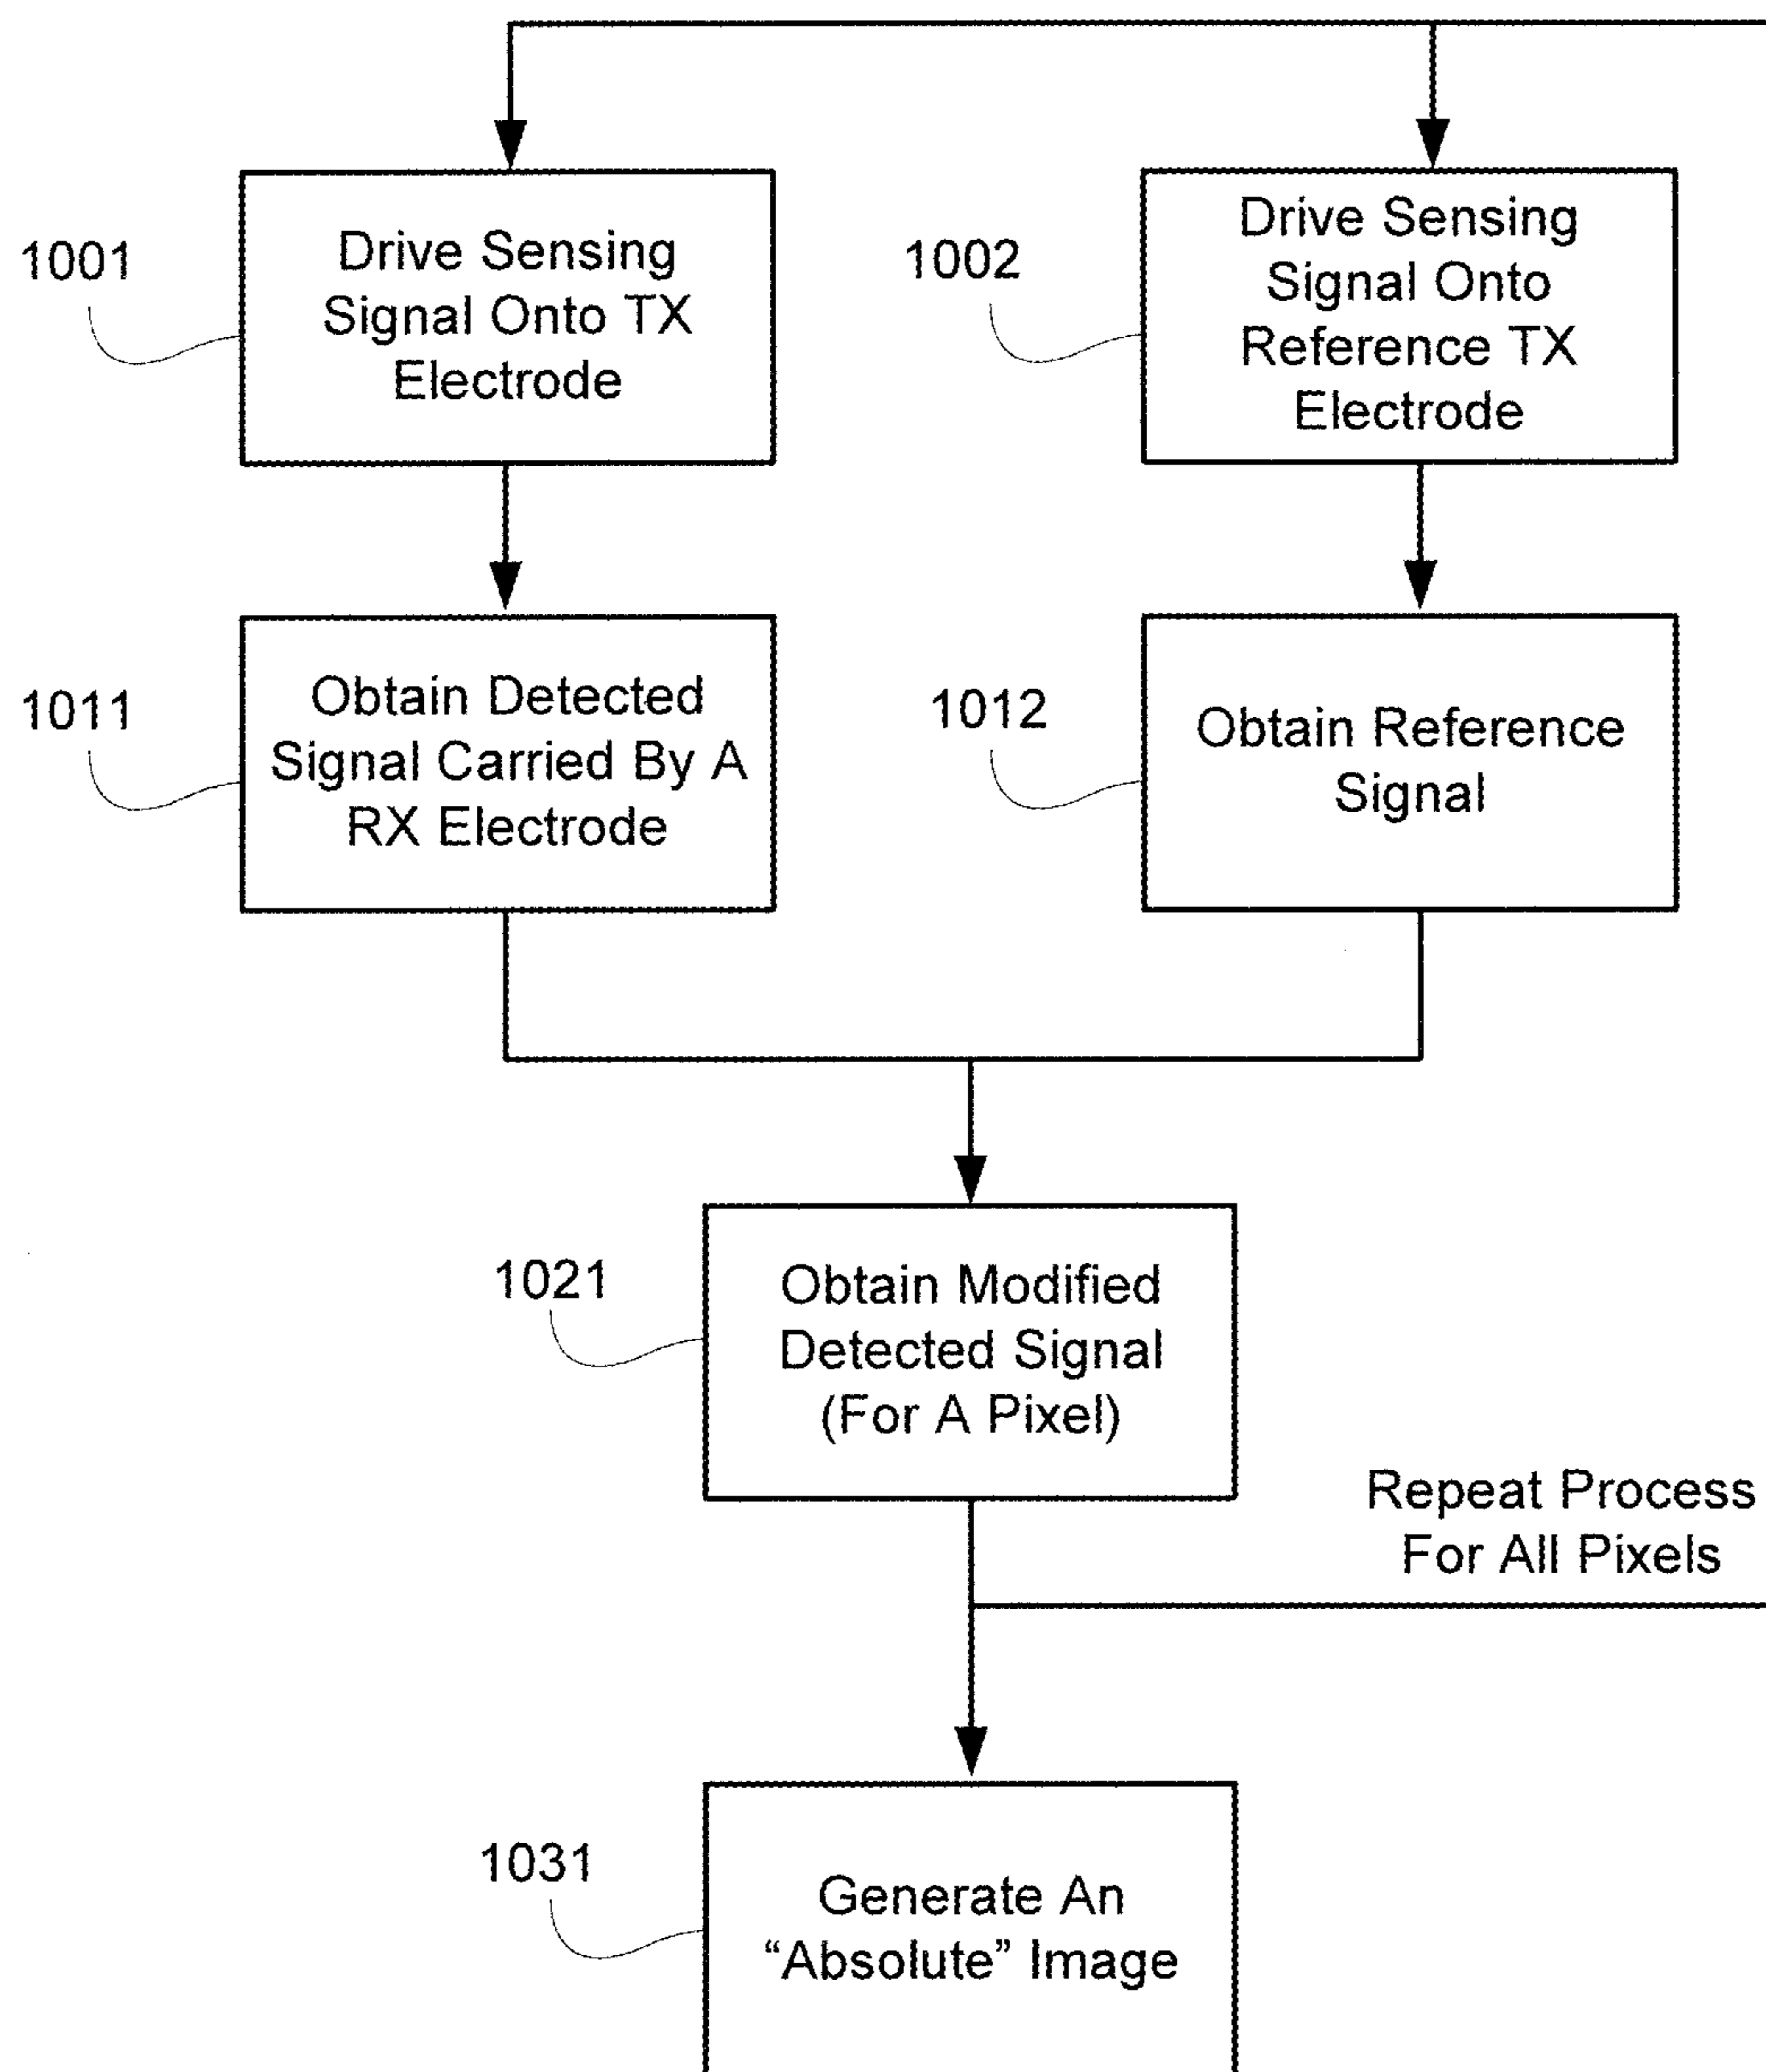 1001
Drive Sensing
Signal Onto TX
Electrode
1002
Drive Sensing
Signal Onto
Reference TX
Electrode
1011
Obtain Detected
Signal Carried By A
RX Electrode
1012
Obtain Reference
Signal
1021
Obtain Modified
Detected Signal
(For A Pixel)
Repeat Process
For All Pixels
1031
Generate An
“Absolute” Image